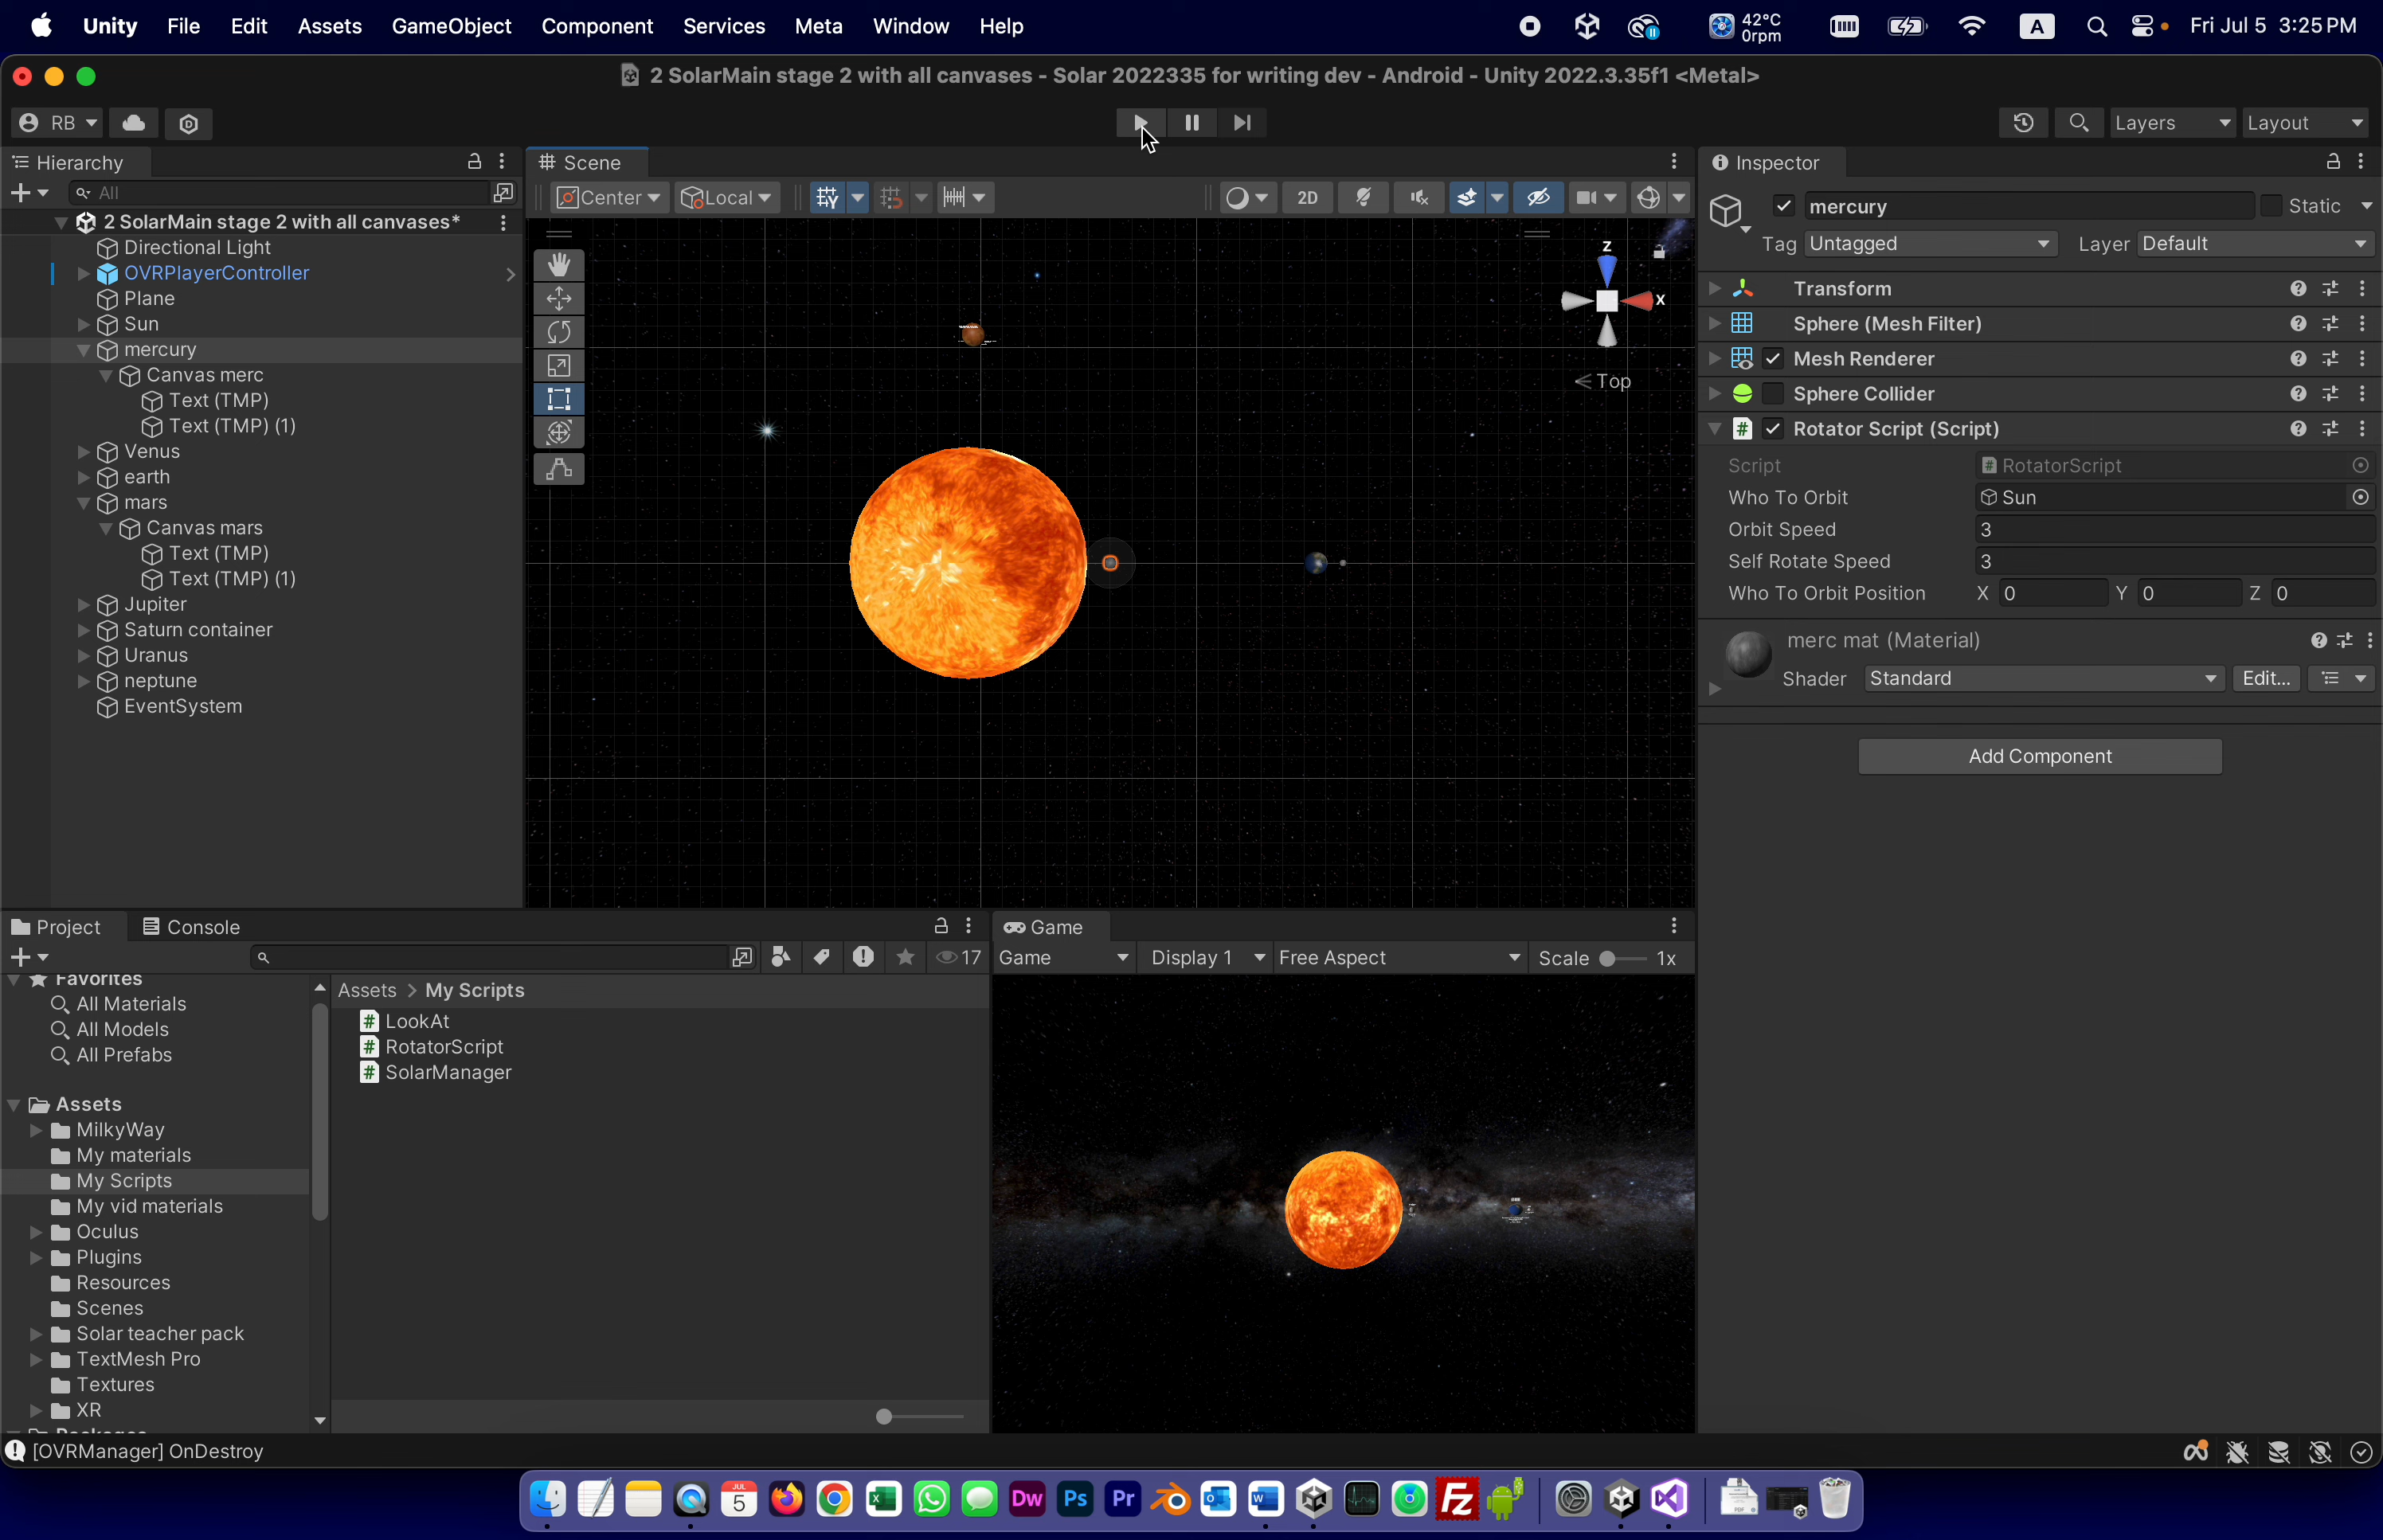 Unity File Edit Assets GameObject Component Services Meta Window Help 42°C 0rpm A Fri Jul 5 3:25 PM
2 SolarMain stage 2 with all canvases - Solar 2022335 for writing dev - Android - Unity 2022.3.35f1 <Metal>
RB Layers Layout
Hierarchy
All
2 SolarMain stage 2 with all canvases*
Directional Light
OVRPlayerController
Plane
Sun
mercury
Canvas merc
Text (TMP)
Text (TMP) (1)
Venus
earth
mars
Canvas mars
Text (TMP)
Text (TMP) (1)
Jupiter
Saturn container
Uranus
neptune
EventSystem
Scene
Center Local 2D
z
x
Top
Inspector
mercury Static
Tag Untagged Layer Default
Transform
Sphere (Mesh Filter)
Mesh Renderer
Sphere Collider
Rotator Script (Script)
Script RotatorScript
Who To Orbit Sun
Orbit Speed 3
Self Rotate Speed 3
Who To Orbit Position X 0 Y 0 Z 0
merc mat (Material)
Shader Standard Edit...
Add Component
Project Console
17
Favorites
All Materials
All Models
All Prefabs
Assets
MilkyWay
My materials
My Scripts
My vid materials
Oculus
Plugins
Resources
Scenes
Solar teacher pack
TextMesh Pro
Textures
XR
Assets > My Scripts
LookAt
RotatorScript
SolarManager
Game
Game Display 1 Free Aspect Scale 1x
[OVRManager] OnDestroy
JUL
5
Dw Ps Pr
W
Fz